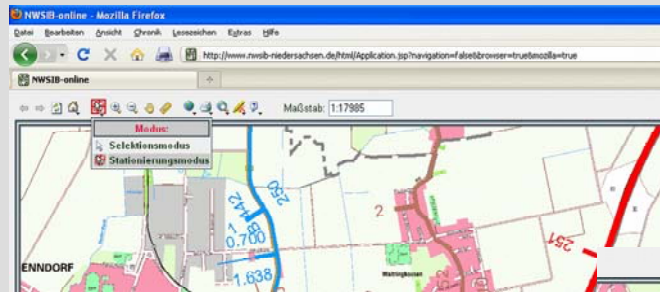 NWSIB-online - Mozilla Firefox
Datei Bearbeiten Ansicht Chronik Lesezeichen Extras Hilfe
http://www.nwsib-niedersachsen.de/html/Application.jsp?navigation=false&browser=true&mozilla=true
NWSIB-online
Maßstab: 1:17985
Modus:
Selektionsmodus
Stationierungsmodus
442
250
1
0.700
1.638
2
251
ENNDORF